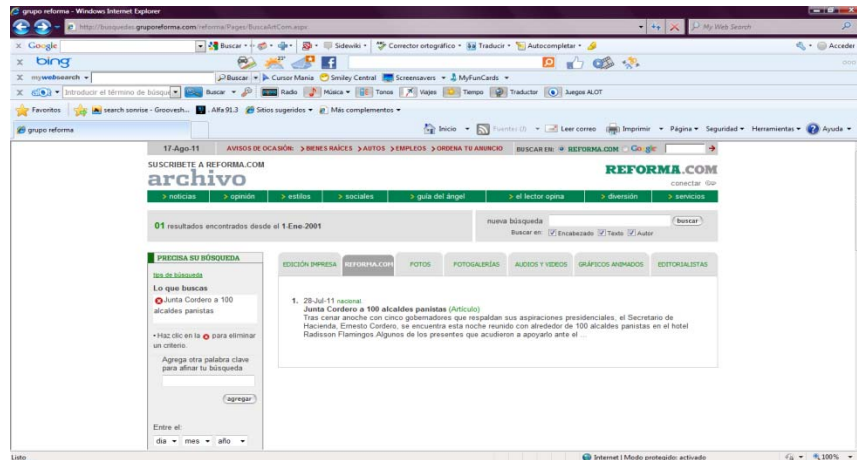 grupo reforma - Windows Internet Explorer
http://busquedas.gruporeforma.com/reforma/Pages/BuscaArtCom.aspx
My Web Search
Google
Buscar
Sidewiki
Corrector ortográfico
Traducir
Autocompletar
Acceder
bing
mywebsearch
Buscar
Cursor Mania
Smiley Central
Screensavers
MyFunCards
Introducir el término de búsqu
Buscar
Radio
Música
Tonos
Viajes
Tiempo
Traductor
Juegos ALOT
Favoritos
search sonrise - Groovesh...
Alfa 91.3
Sitios sugeridos
Más complementos
grupo reforma
Inicio
Fuentes (J)
Leer correo
Imprimir
Página
Seguridad
Herramientas
Ayuda
17-Ago-11
AVISOS DE OCASIÓN: > BIENES RAÍCES > AUTOS > EMPLEOS > ORDENA TU ANUNCIO
BUSCAR EN: REFORMA.COM Google
SUSCRIBETE A REFORMA.COM
archivo
REFORMA.COM
conectar
> noticias > opinión > estilos > sociales > guía del ángel > el lector opina > diversión > servicios
01 resultados encontrados desde el 1-Ene-2001
nueva búsqueda
buscar
Buscar en: Encabezado Texto Autor
PRECISA SU BÚSQUEDA
tips de búsqueda
Lo que buscas
Junta Cordero a 100
alcaldes panistas
•Haz clic en la para eliminar
un criterio.
Agrega otra palabra clave
para afinar tu búsqueda
agregar
Entre el:
dia mes año
EDICIÓN IMPRESA REFORMA.COM FOTOS FOTOGALERÍAS AUDIOS Y VIDEOS GRÁFICOS ANIMADOS EDITORIALISTAS
1. 28-Jul-11 nacional
Junta Cordero a 100 alcaldes panistas (Artículo)
Tras cenar anoche con cinco gobernadores que respaldan sus aspiraciones presidenciales, el Secretario de
Hacienda, Ernesto Cordero, se encuentra esta noche reunido con alrededor de 100 alcaldes panistas en el hotel
Radisson Flamingos.Algunos de los presentes que acudieron a apoyarlo ante el ...
Listo
Internet | Modo protegido: activado
100%